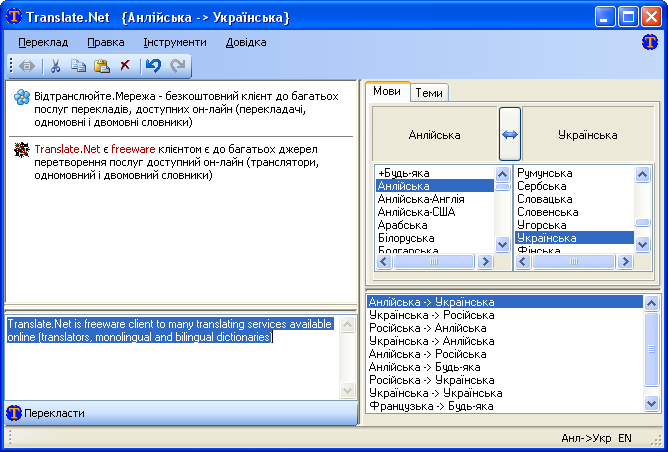 Translate.Net {Анлійська -> Українська}
Переклад Правка Інструменти Довідка
Відтранслюйте.Мережа - безкоштовний клієнт до багатьох
послуг перекладів, доступних он-лайн (перекладачі,
одномовні і двомовні словники)
Translate.Net є freeware клієнтом є до багатьох джерел
перетворення послуг доступний он-лайн (транслятори,
одномовний і двомовний словники)
Translate.Net is freeware client to many translating services available
online (translators, monolingual and bilingual dictionaries)
Перекласти
Мови Теми
Анлійська Українська
+Будь-яка
Анлійська
Анлійська-Англія
Анлійська-США
Арабська
Білоруська
Болгарська
Румунська
Сербська
Словацька
Словенська
Угорська
Українська
Фінська
Анлійська -> Українська
Українська -> Російська
Російська -> Анлійська
Українська -> Анлійська
Анлійська -> Російська
Анлійська -> Будь-яка
Російська -> Українська
Українська -> Українська
Французька -> Будь-яка
Анл->Укр EN